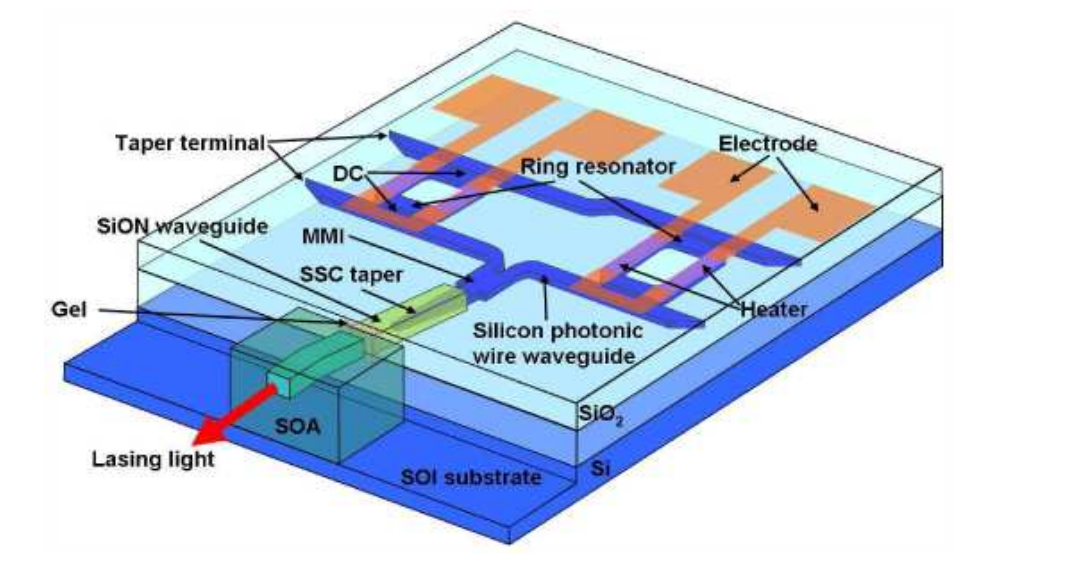 Taper terminal
Electrode
DC
Ring resonator
SiON waveguide
MMI
SSC taper
Gel
Heater
Silicon photonic
wire waveguide
SiO₂
SOA
Lasing light
Si
SOI substrate